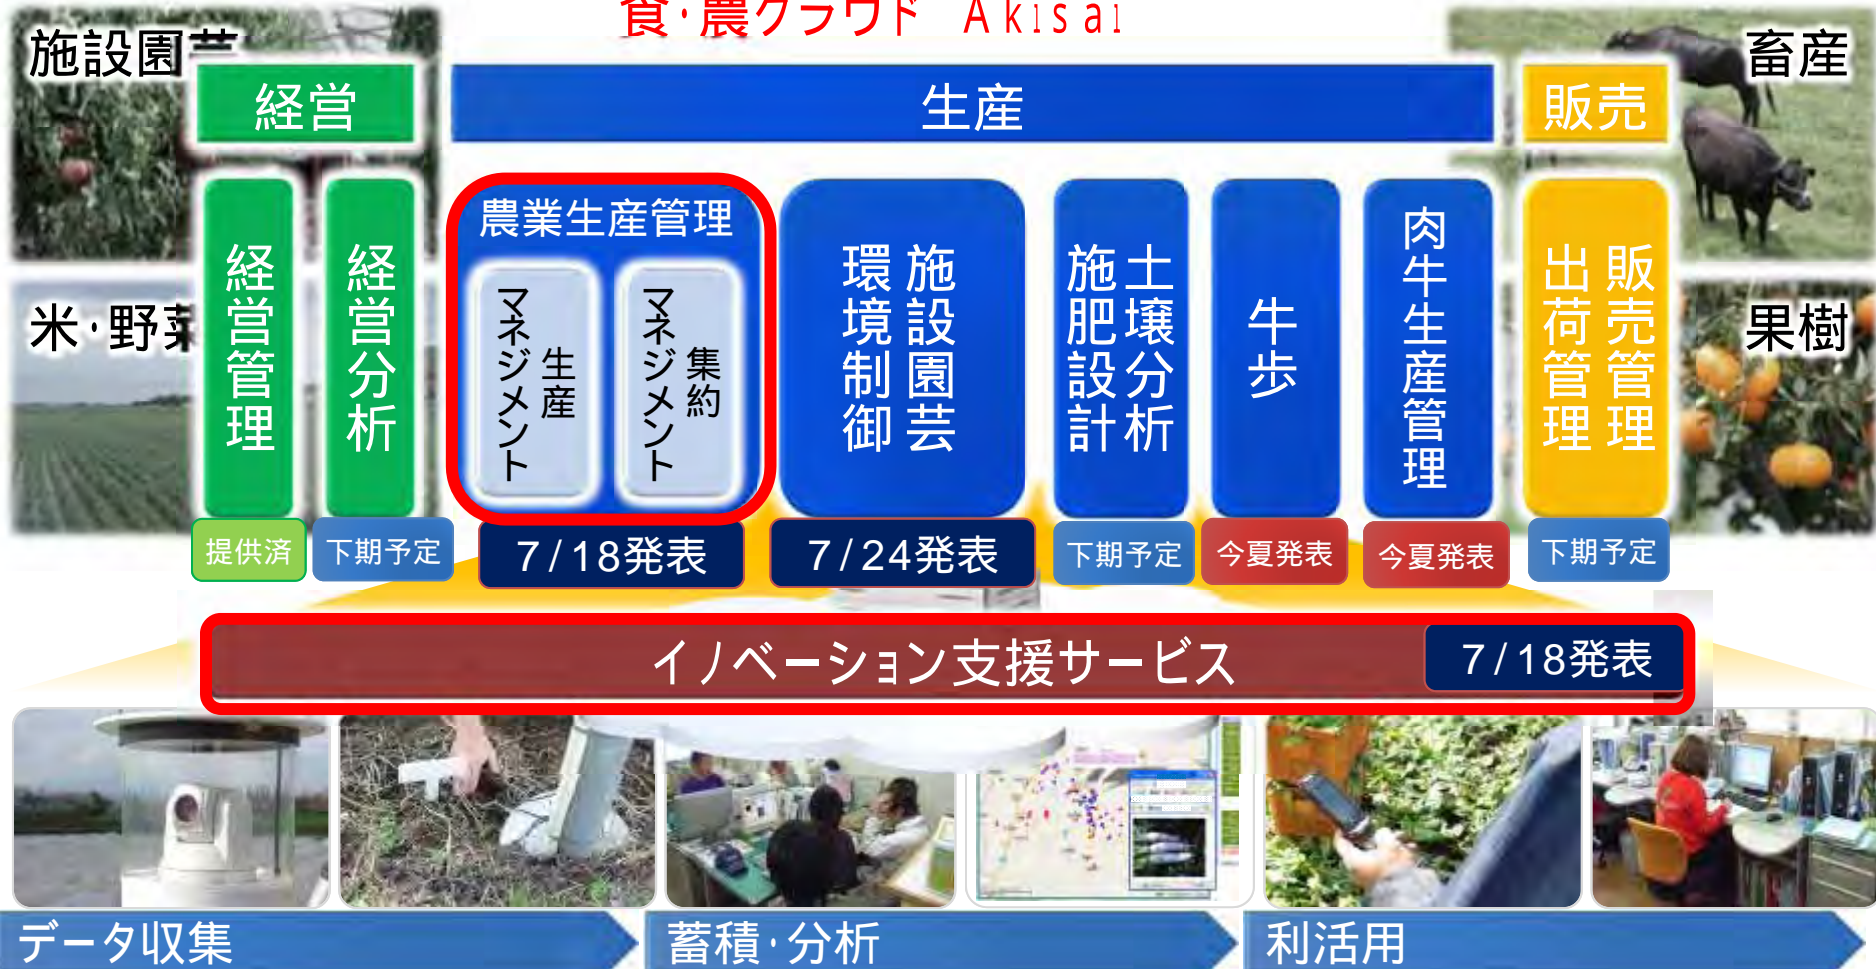 食・農クラウド Akisai
施設園芸
畜産
経営
生産
販売
米・野菜
果樹
経営管理
経営分析
農業生産管理
生産
マネジメント
集約
マネジメント
施設園芸
環境制御
土壌分析
施肥設計
牛歩
肉牛生産管理
販売管理
出荷管理
提供済
下期予定
7/18発表
7/24発表
下期予定
今夏発表
今夏発表
下期予定
イノベーション支援サービス
7/18発表
データ収集
蓄積・分析
利活用